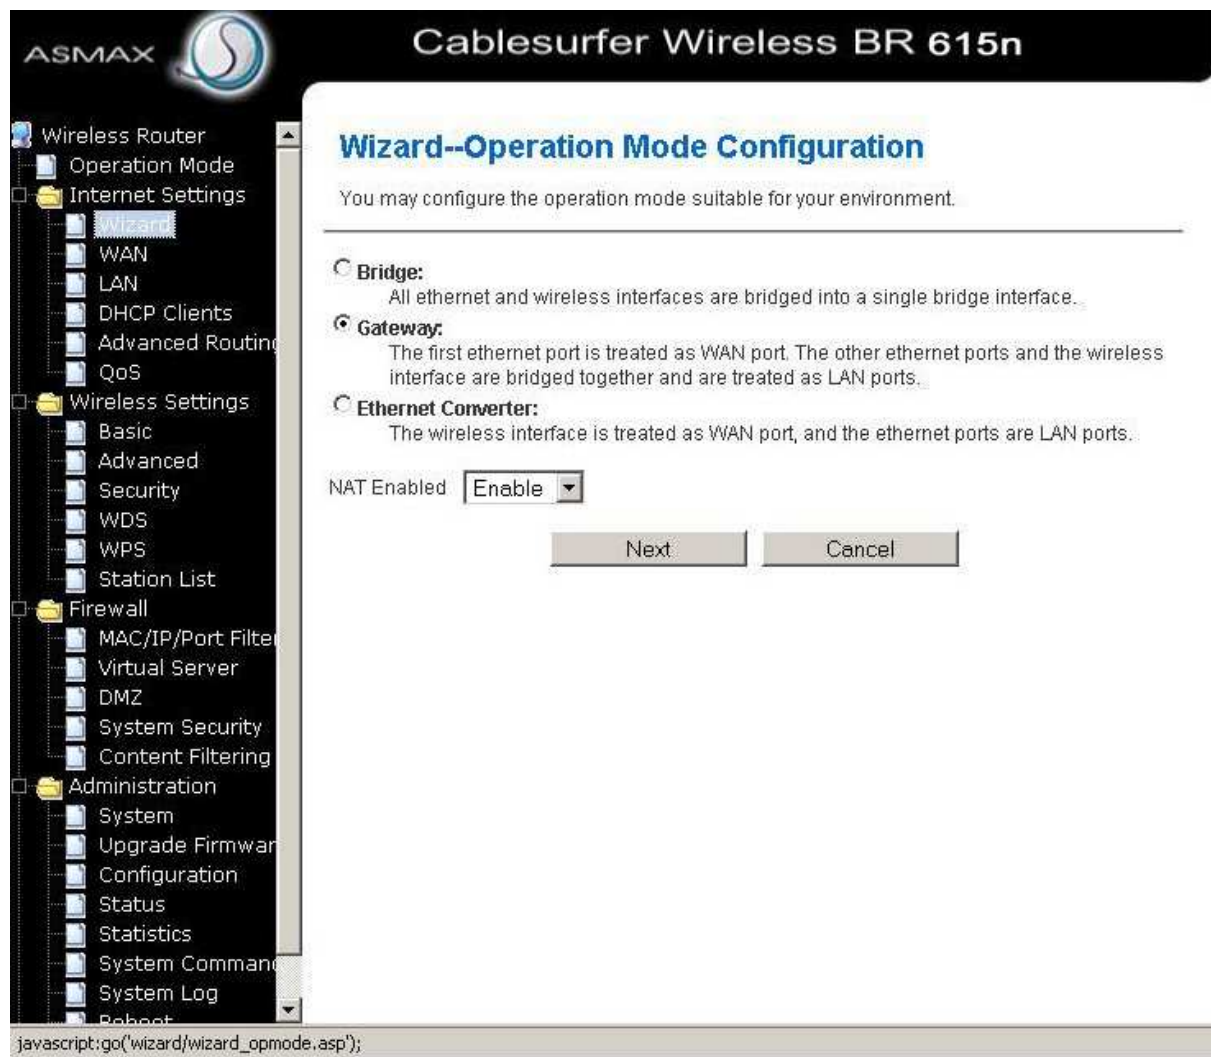 ASMAX
Cablesurfer Wireless BR 615n
Wireless Router
Operation Mode
Internet Settings
Wizard
WAN
LAN
DHCP Clients
Advanced Routing
QoS
Wireless Settings
Basic
Advanced
Security
WDS
WPS
Station List
Firewall
MAC/IP/Port Filter
Virtual Server
DMZ
System Security
Content Filtering
Administration
System
Upgrade Firmwar
Configuration
Status
Statistics
System Comman
System Log
Reboot
Wizard--Operation Mode Configuration
You may configure the operation mode suitable for your environment.
Bridge:
All ethernet and wireless interfaces are bridged into a single bridge interface.
Gateway:
The first ethernet port is treated as WAN port. The other ethernet ports and the wireless
interface are bridged together and are treated as LAN ports.
Ethernet Converter:
The wireless interface is treated as WAN port, and the ethernet ports are LAN ports.
NAT Enabled Enable
Next Cancel
javascript:go('wizard/wizard_opmode.asp');